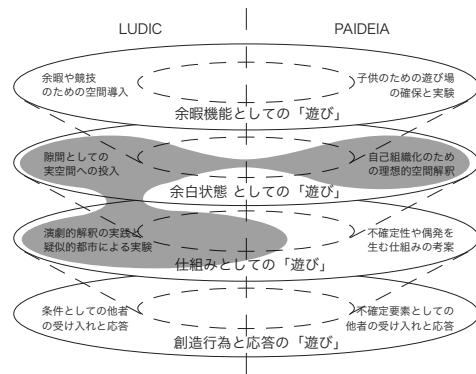 LUDIC
PAIDEIA
余暇や競技
のための空間導入
子供のための遊び場
の確保と実験
余暇機能としての「遊び」
隙間としての
実空間への投入
自己組織化のため
の理想的空間解釈
余白状態 としての「遊び」
演劇的解釈の実践と
疑似的都市による実験
不確定性や偶発を
生む仕組みの考案
仕組みとしての「遊び」
条件としての他者
の受け入れと応答
不確定要素としての
他者の受け入れと応答
創造行為と応答の「遊び」